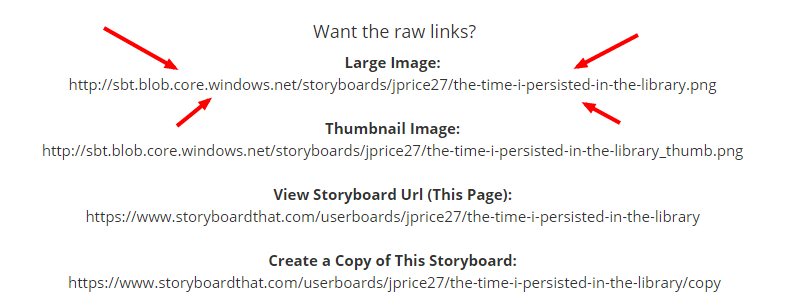 Want the raw links?
Large Image:
http://sbt.blob.core.windows.net/storyboards/jprice27/the-time-i-persisted-in-the-library.png
Thumbnail Image:
http://sbt.blob.core.windows.net/storyboards/jprice27/the-time-i-persisted-in-the-library_thumb.png
View Storyboard Url (This Page):
https://www.storyboardthat.com/userboards/jprice27/the-time-i-persisted-in-the-library
Create a Copy of This Storyboard:
https://www.storyboardthat.com/userboards/jprice27/the-time-i-persisted-in-the-library/copy